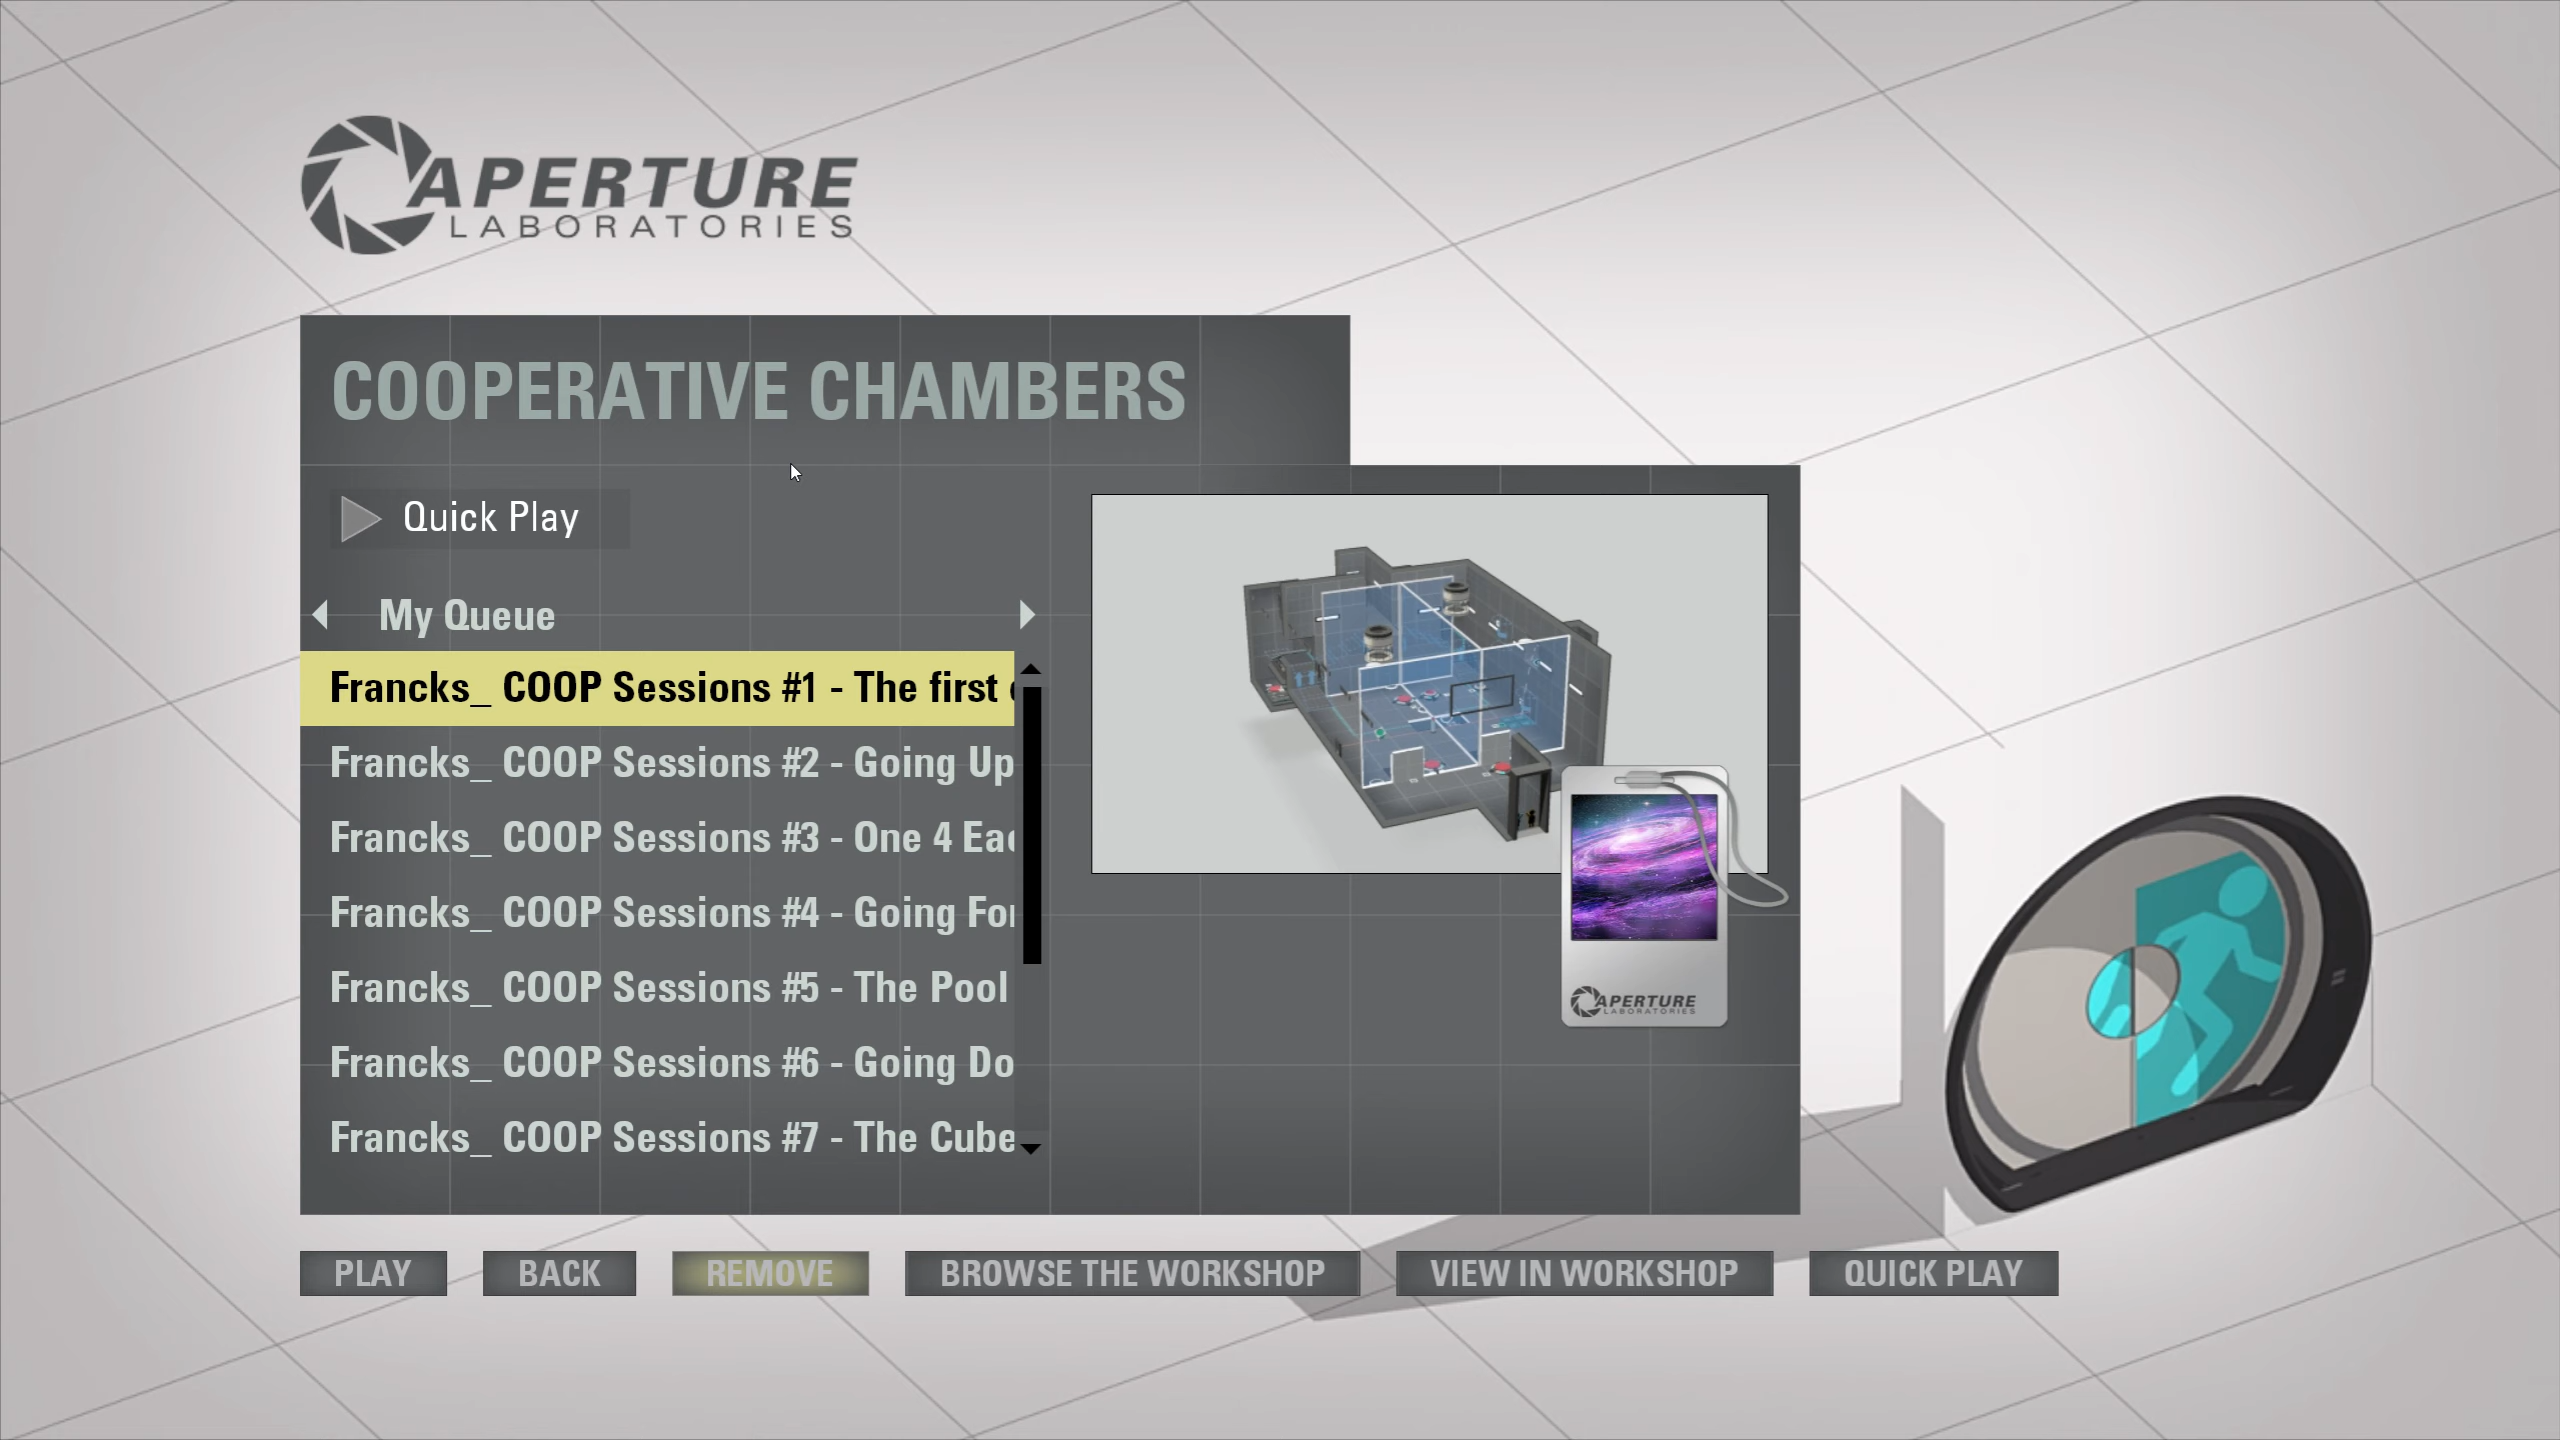 APERTURE
LABORATORIES
COOPERATIVE CHAMBERS
Quick Play
My Queue
Francks_ COOP Sessions #1 - The first
Francks_ COOP Sessions #2 - Going Up
Francks_ COOP Sessions #3 - One 4 Eac
Francks_ COOP Sessions #4 - Going For
Francks_ COOP Sessions #5 - The Pool
Francks_ COOP Sessions #6 - Going Do
Francks_ COOP Sessions #7 - The Cube
APERTURE
LABORATORIES
PLAY BACK REMOVE BROWSE THE WORKSHOP VIEW IN WORKSHOP QUICK PLAY